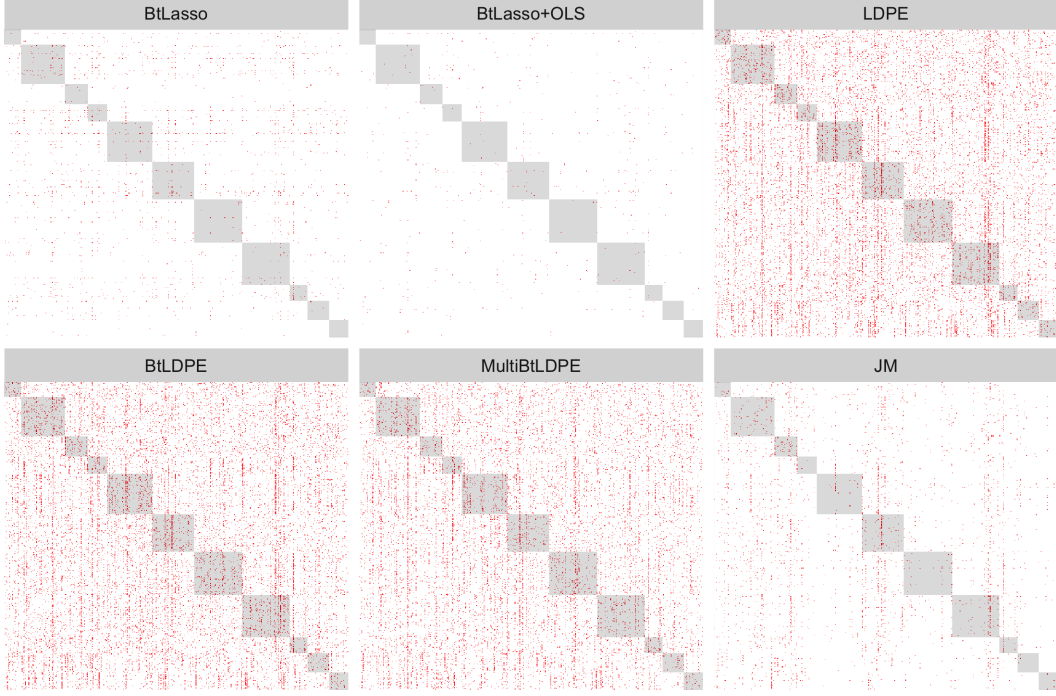 BtLasso
BtLasso+OLS
LDPE
BtLDPE
MultiBtLDPE
JM